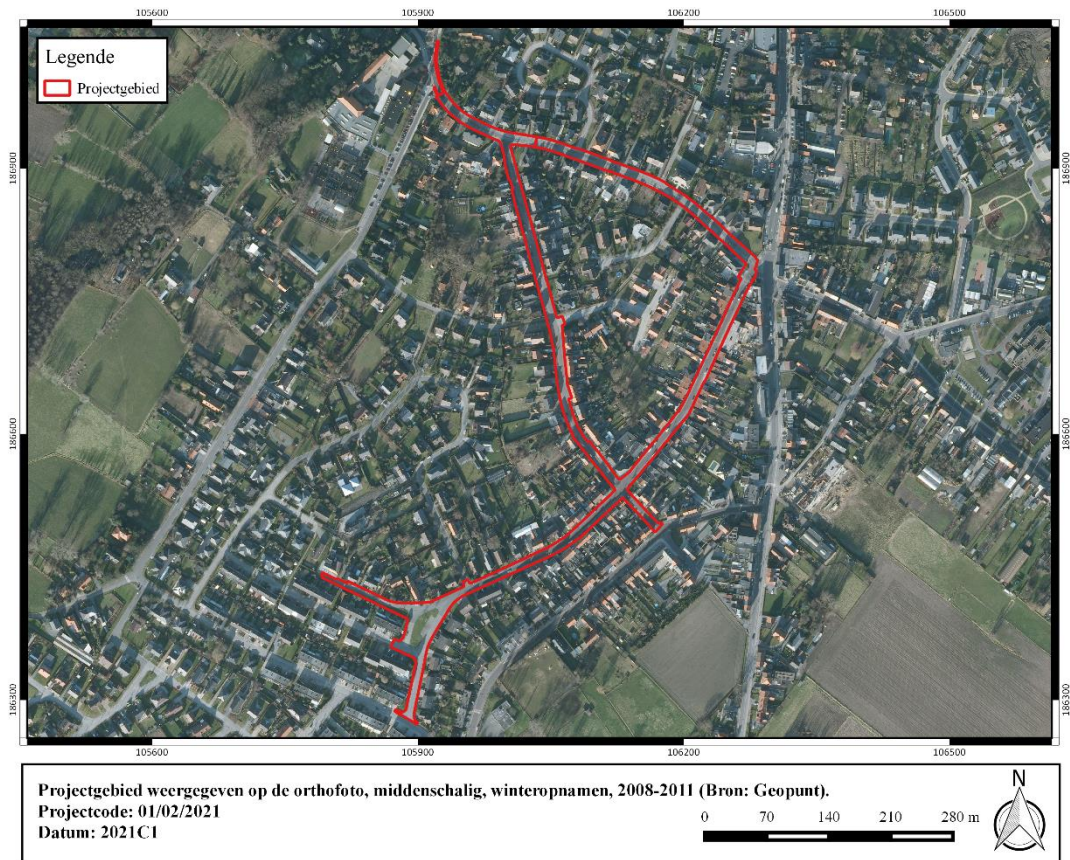 105600 105900 106200 106500
Legende
Projectgebied
186900 186900
186600 186600
186300 186300
105600 105900 106200 106500
Projectgebied weergegeven op de orthofoto, middenschalig, winteropnamen, 2008-2011 (Bron: Geopunt).
Projectcode: 01/02/2021
Datum: 2021C1
0 70 140 210 280 m
N